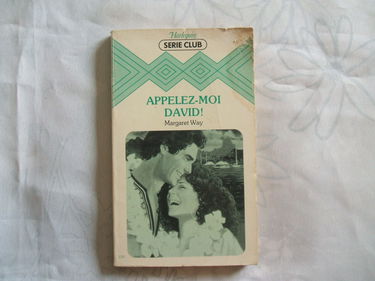 Harlequin
SERIE CLUB
APPELEZ-MOI
DAVID!
Margaret Way